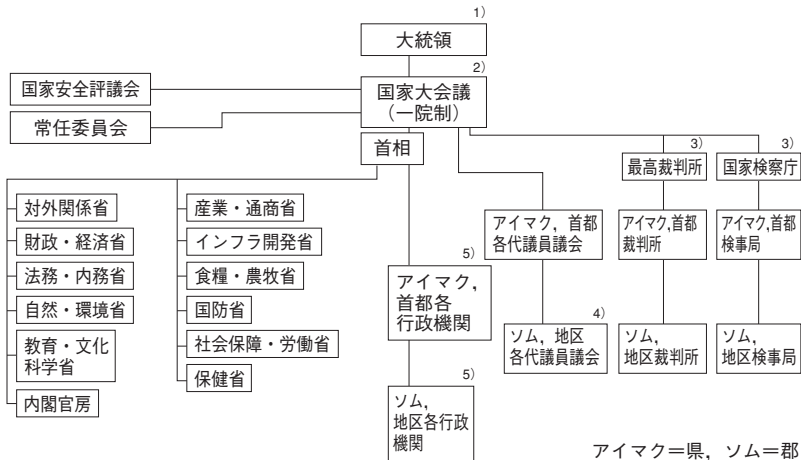 1）
大統領
2）
国家安全評議会
国家大会議
（一院制）
常任委員会
首相
3）
最高裁判所
3）
国家検察庁
対外関係省
産業・通商省
財政・経済省
インフラ開発省
法務・内務省
食糧・農牧省
自然・環境省
国防省
教育・文化
科学省
社会保障・労働省
内閣官房
保健省
5）
アイマク，
首都各
行政機関
アイマク，首都
各代議員議会
アイマク,首都
裁判所
アイマク,首都
検事局
5）
ソム，
地区各行政
機関
4）
ソム，地区
各代議員議会
ソム，
地区裁判所
ソム，
地区検事局
アイマク＝県，ソム＝郡